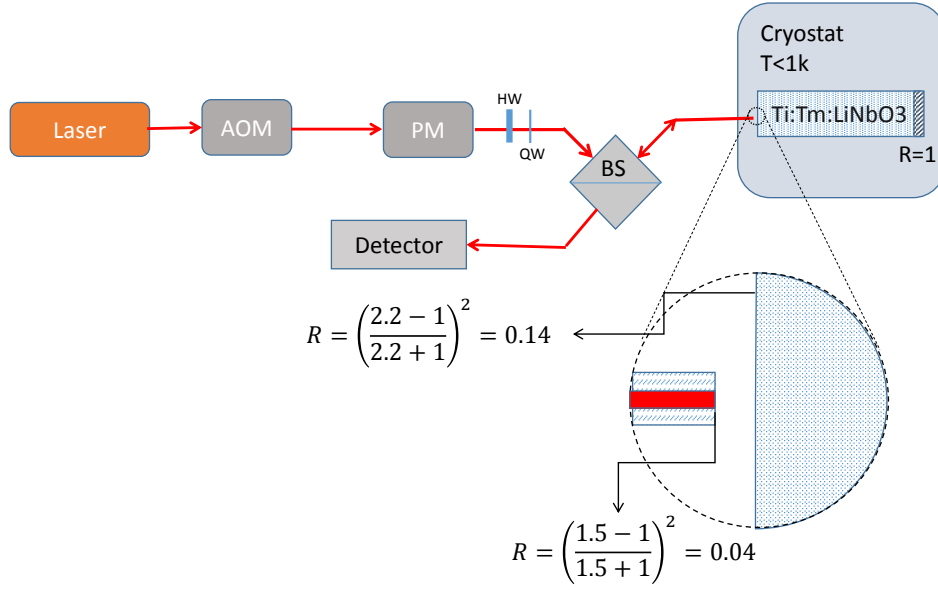 Cryostat
T<1k
Laser
AOM
PM
HW
QW
BS
Ti:Tm:LiNbO3
R=1
Detector
R = ((2.2 − 1)/(2.2 + 1))² = 0.14
R = ((1.5 − 1)/(1.5 + 1))² = 0.04